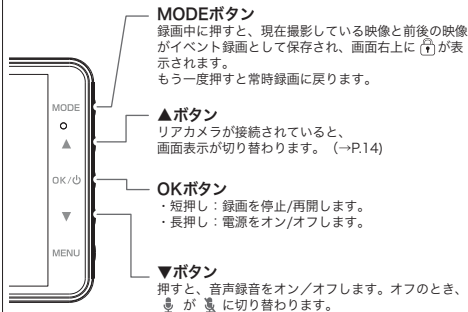 MODEボタン
録画中に押すと、現在撮影している映像と前後の映像
がイベント録画として保存され、画面右上に が表
示されます。
もう一度押すと常時録画に戻ります。
MODE
▲
▲ボタン
リアカメラが接続されていると、
画面表示が切り替わります。（→P.14)
OK/⏻
OKボタン
・短押し：録画を停止/再開します。
・長押し：電源をオン/オフします。
▼
MENU
▼ボタン
押すと、音声録音をオン／オフします。オフのとき、
が に切り替わります。